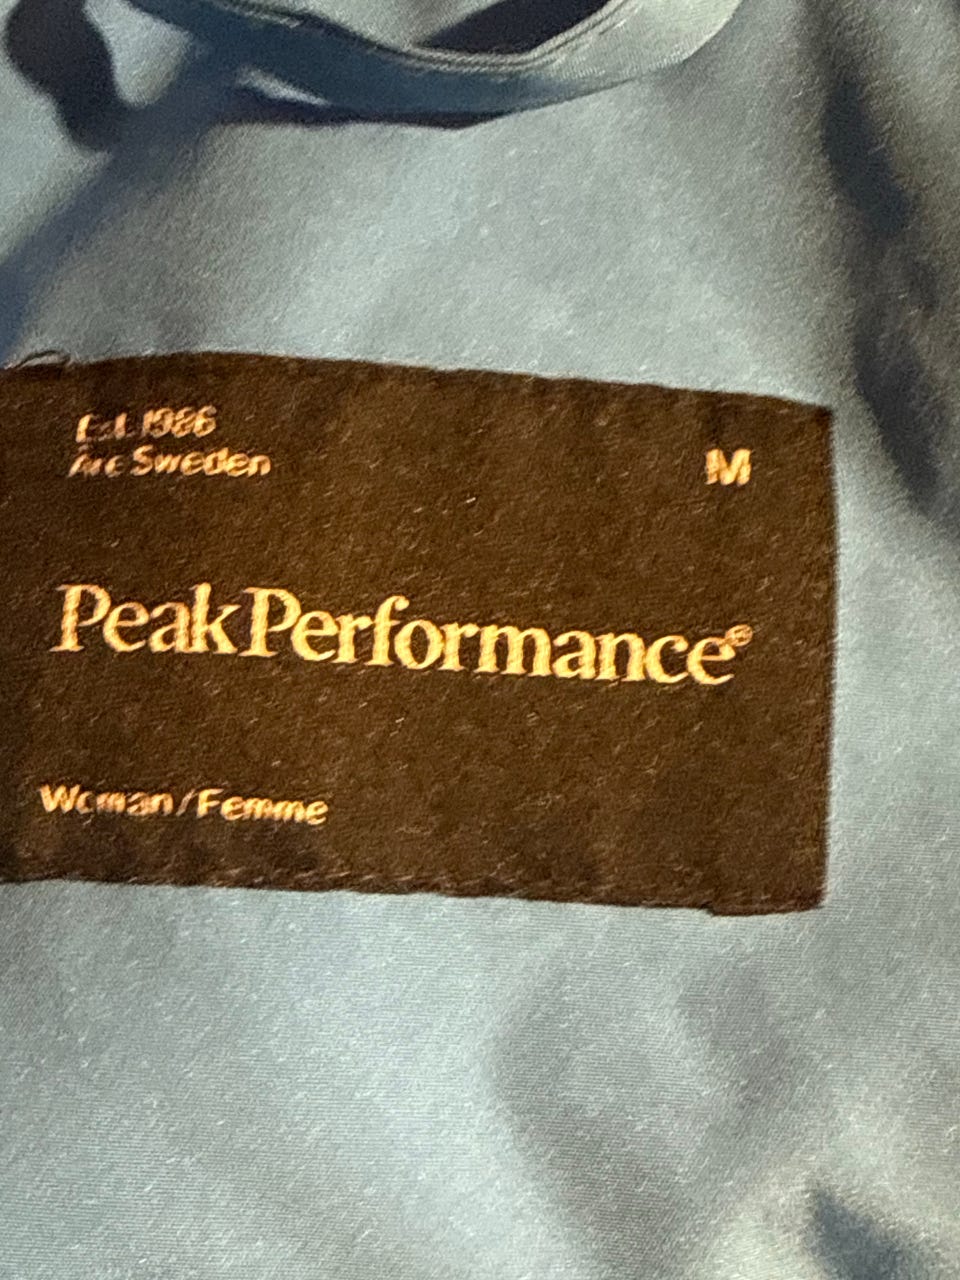 Est. 1986
Åre Sweden
M
PeakPerformance®
Woman/Femme